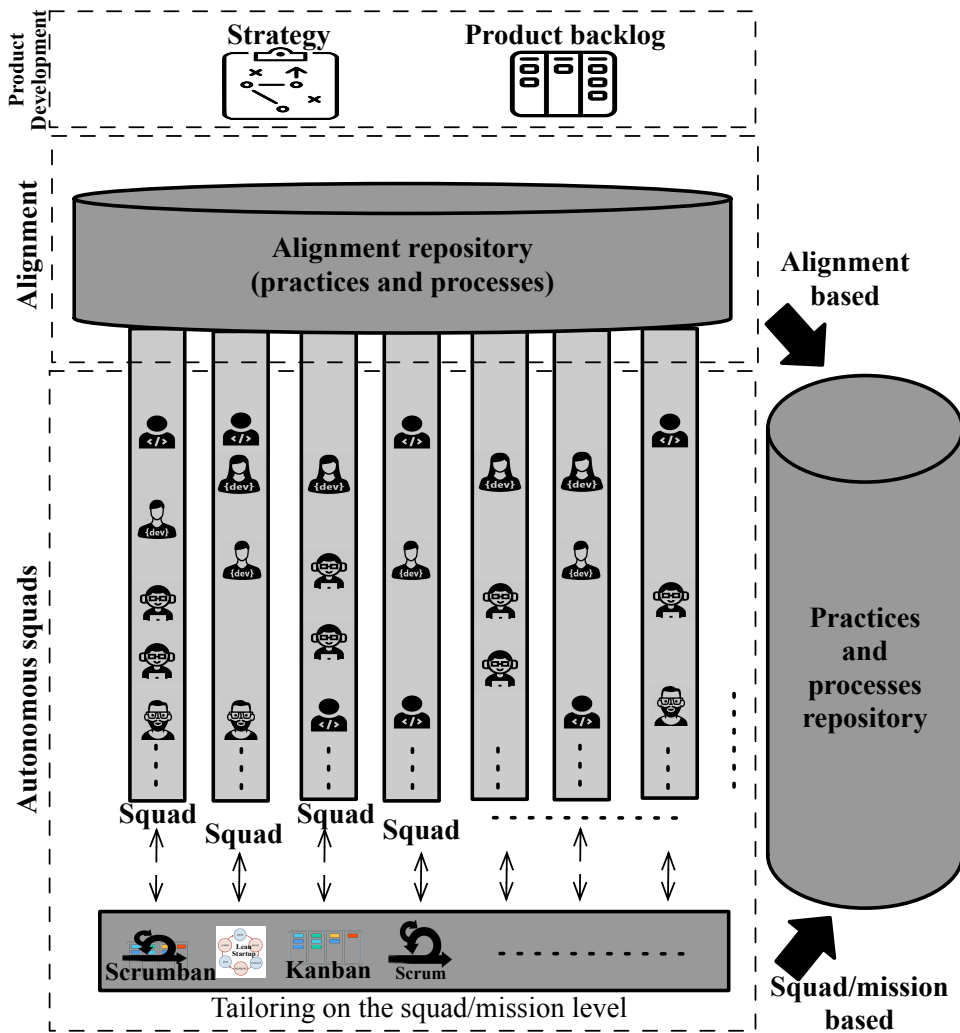 Product
Development
Strategy
Product backlog
Alignment
Alignment repository
(practices and processes)
Alignment
based
Autonomous squads
</>
</>
</>
</>
{dev}
{dev}
{dev}
{dev}
{dev}
{dev}
{dev}
{dev}
{dev}
</>
</>
</>
Practices
and
processes
repository
Squad
Squad
Squad
Squad
Scrumban
Lean
Startup
Kanban
Scrum
Tailoring on the squad/mission level
Squad/mission
based